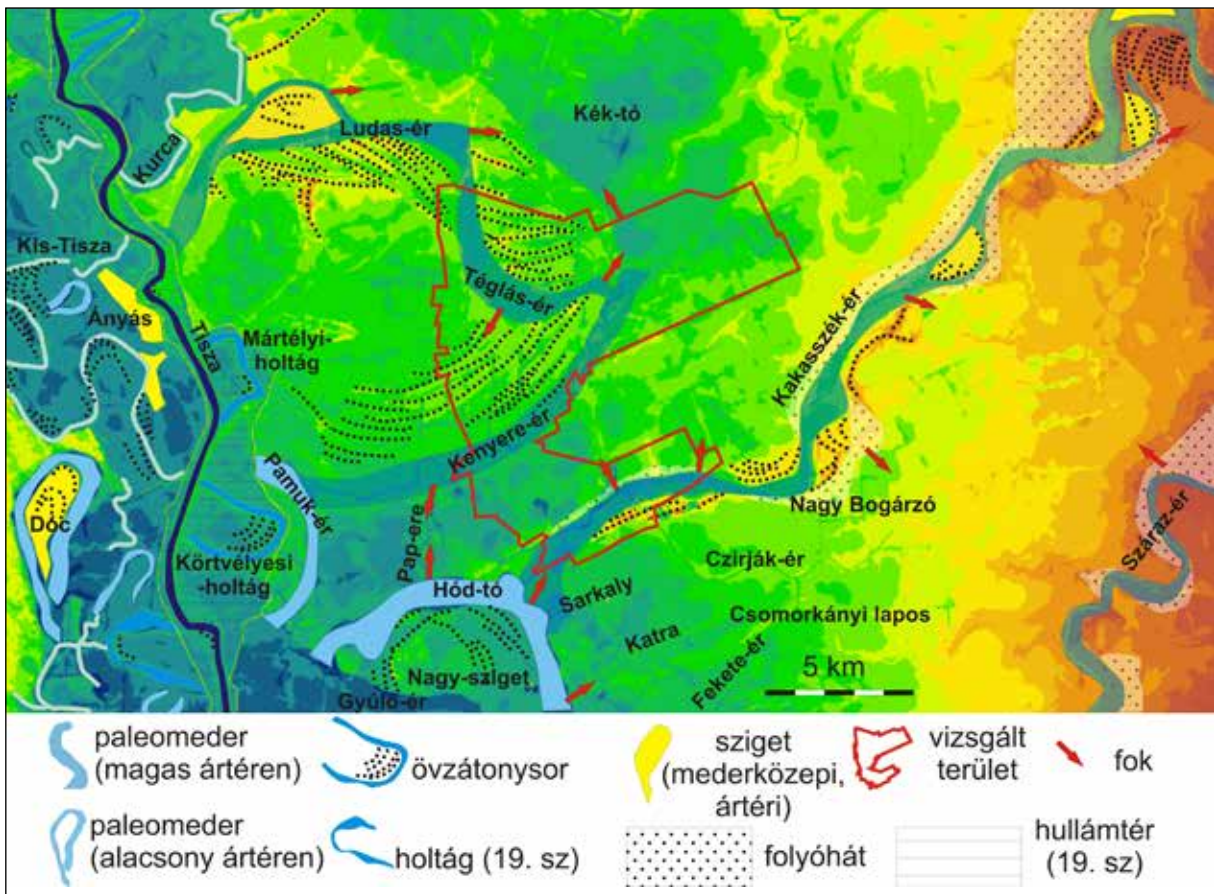 Kék-tó
Ludas-ér
Kurca
Kis-Tisza
Ányás
Tisza
Mártélyi-
holtág
Téglás-ér
Kakasszék-ér
Kenyere-ér
Pamuk-ér
Dóc
Körtvélyesi
-holtág
Pap-ere
Nagy Bogárzó
Száraz-ér
Czirják-ér
Hód-tó
Sarkaly
Csomorkányi lapos
Katra
Fekete-ér
Nagy-sziget
Gyúló-ér
5 km
paleomeder
(magas ártéren)
övzátonysor
sziget
(mederközepi,
ártéri)
vizsgált
terület
fok
paleomeder
(alacsony ártéren)
holtág (19. sz)
folyóhát
hullámtér
(19. sz)